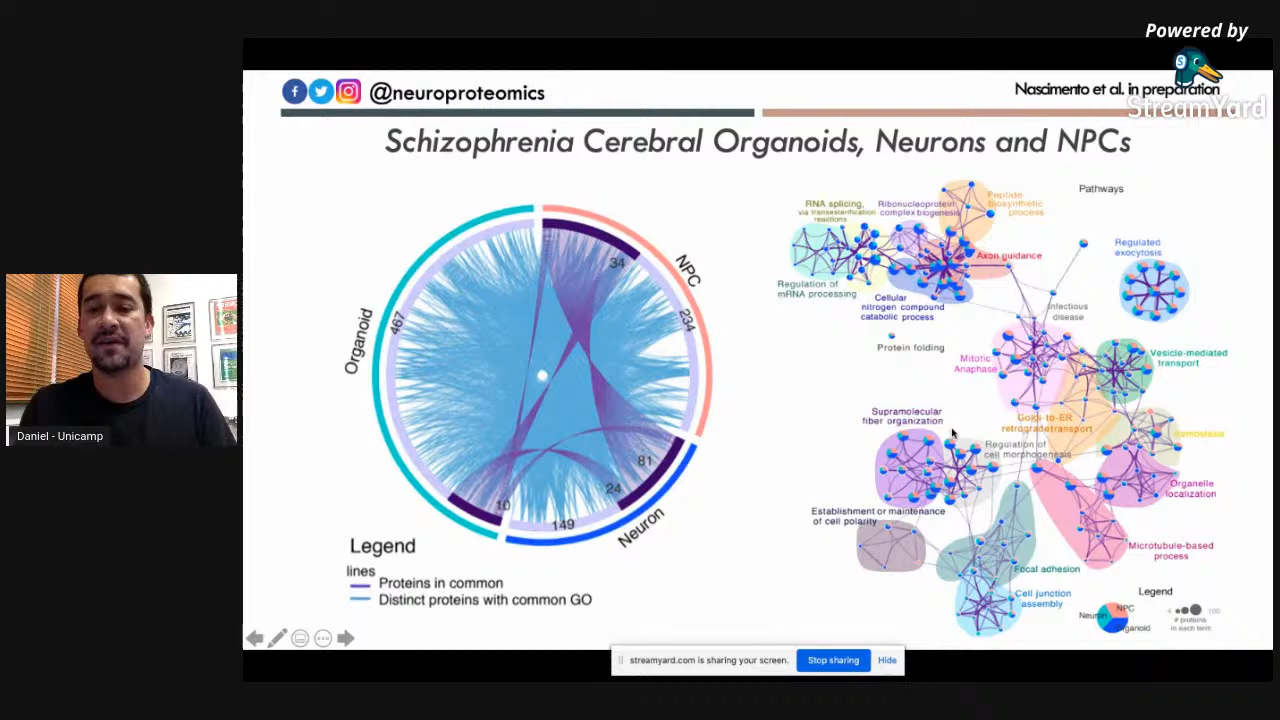 Powered by
StreamYard
@neuroproteomics
Nascimento et al. in preparation
Schizophrenia Cerebral Organoids, Neurons and NPCs
Organoid
NPC
Neuron
34
234
467
81
24
149
10
Legend
lines
Proteins in common
Distinct proteins with common GO
Pathways
RNA splicing,
via transesterification
reactions
Ribonucleoprotein
complex biogenesis
Peptide
biosynthetic
process
Axon guidance
Regulated
exocytosis
Regulation of
mRNA processing
Cellular
nitrogen compound
catabolic process
Infectious
disease
Protein folding
Mitotic
Anaphase
Vesicle-mediated
transport
Supramolecular
fiber organization
Golgi-to-ER
retrograde transport
Hemostasis
Regulation of
cell morphogenesis
Organelle
localization
Establishment or maintenance
of cell polarity
Microtubule-based
process
Focal adhesion
Cell junction
assembly
Legend
Neuron
NPC
Organoid
4
100
# proteins
in each term
Daniel - Unicamp
streamyard.com is sharing your screen.
Stop sharing
Hide